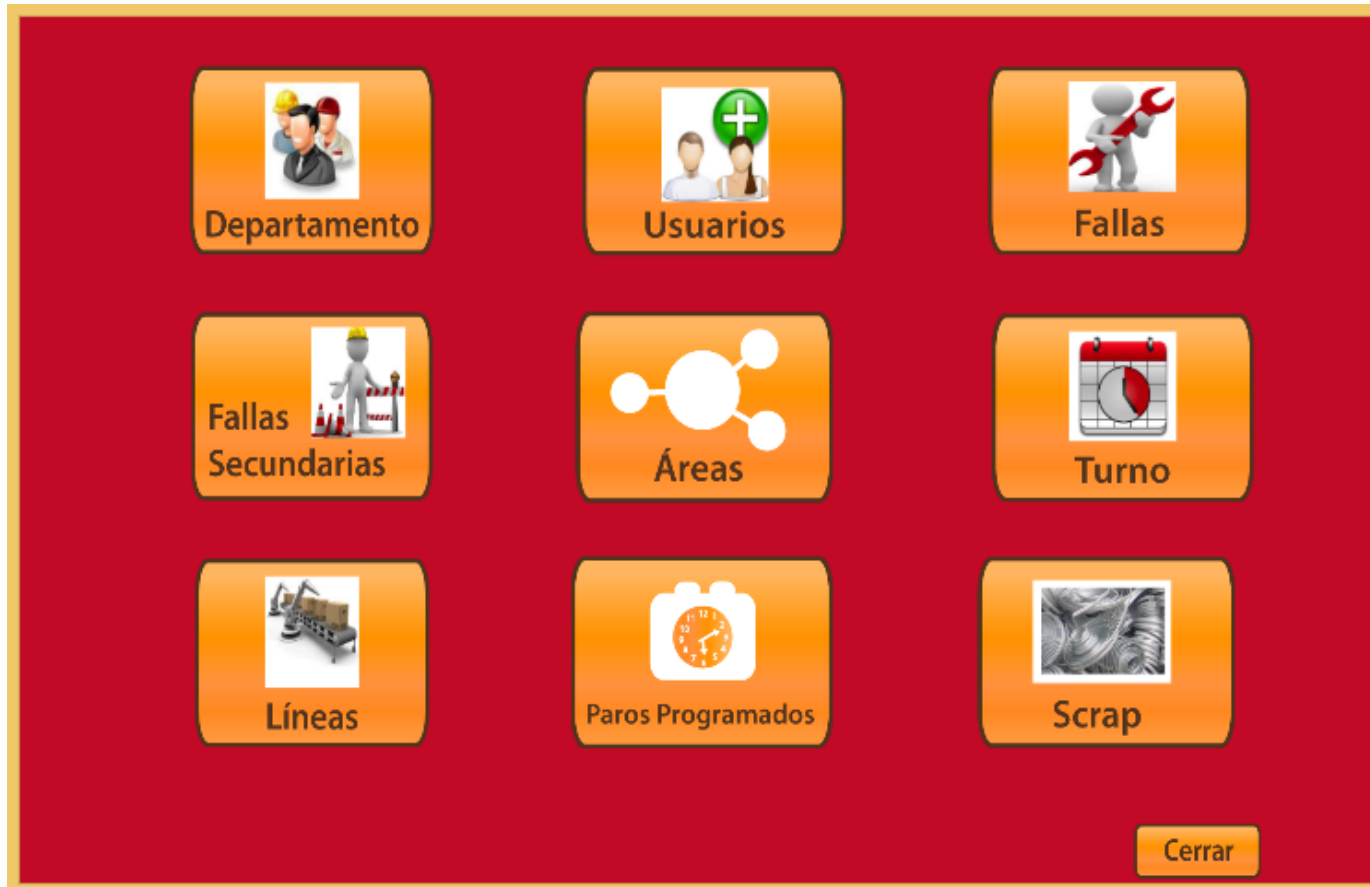 Departamento
Usuarios
Fallas
Fallas
Secundarias
Áreas
Turno
Líneas
Paros Programados
Scrap
Cerrar